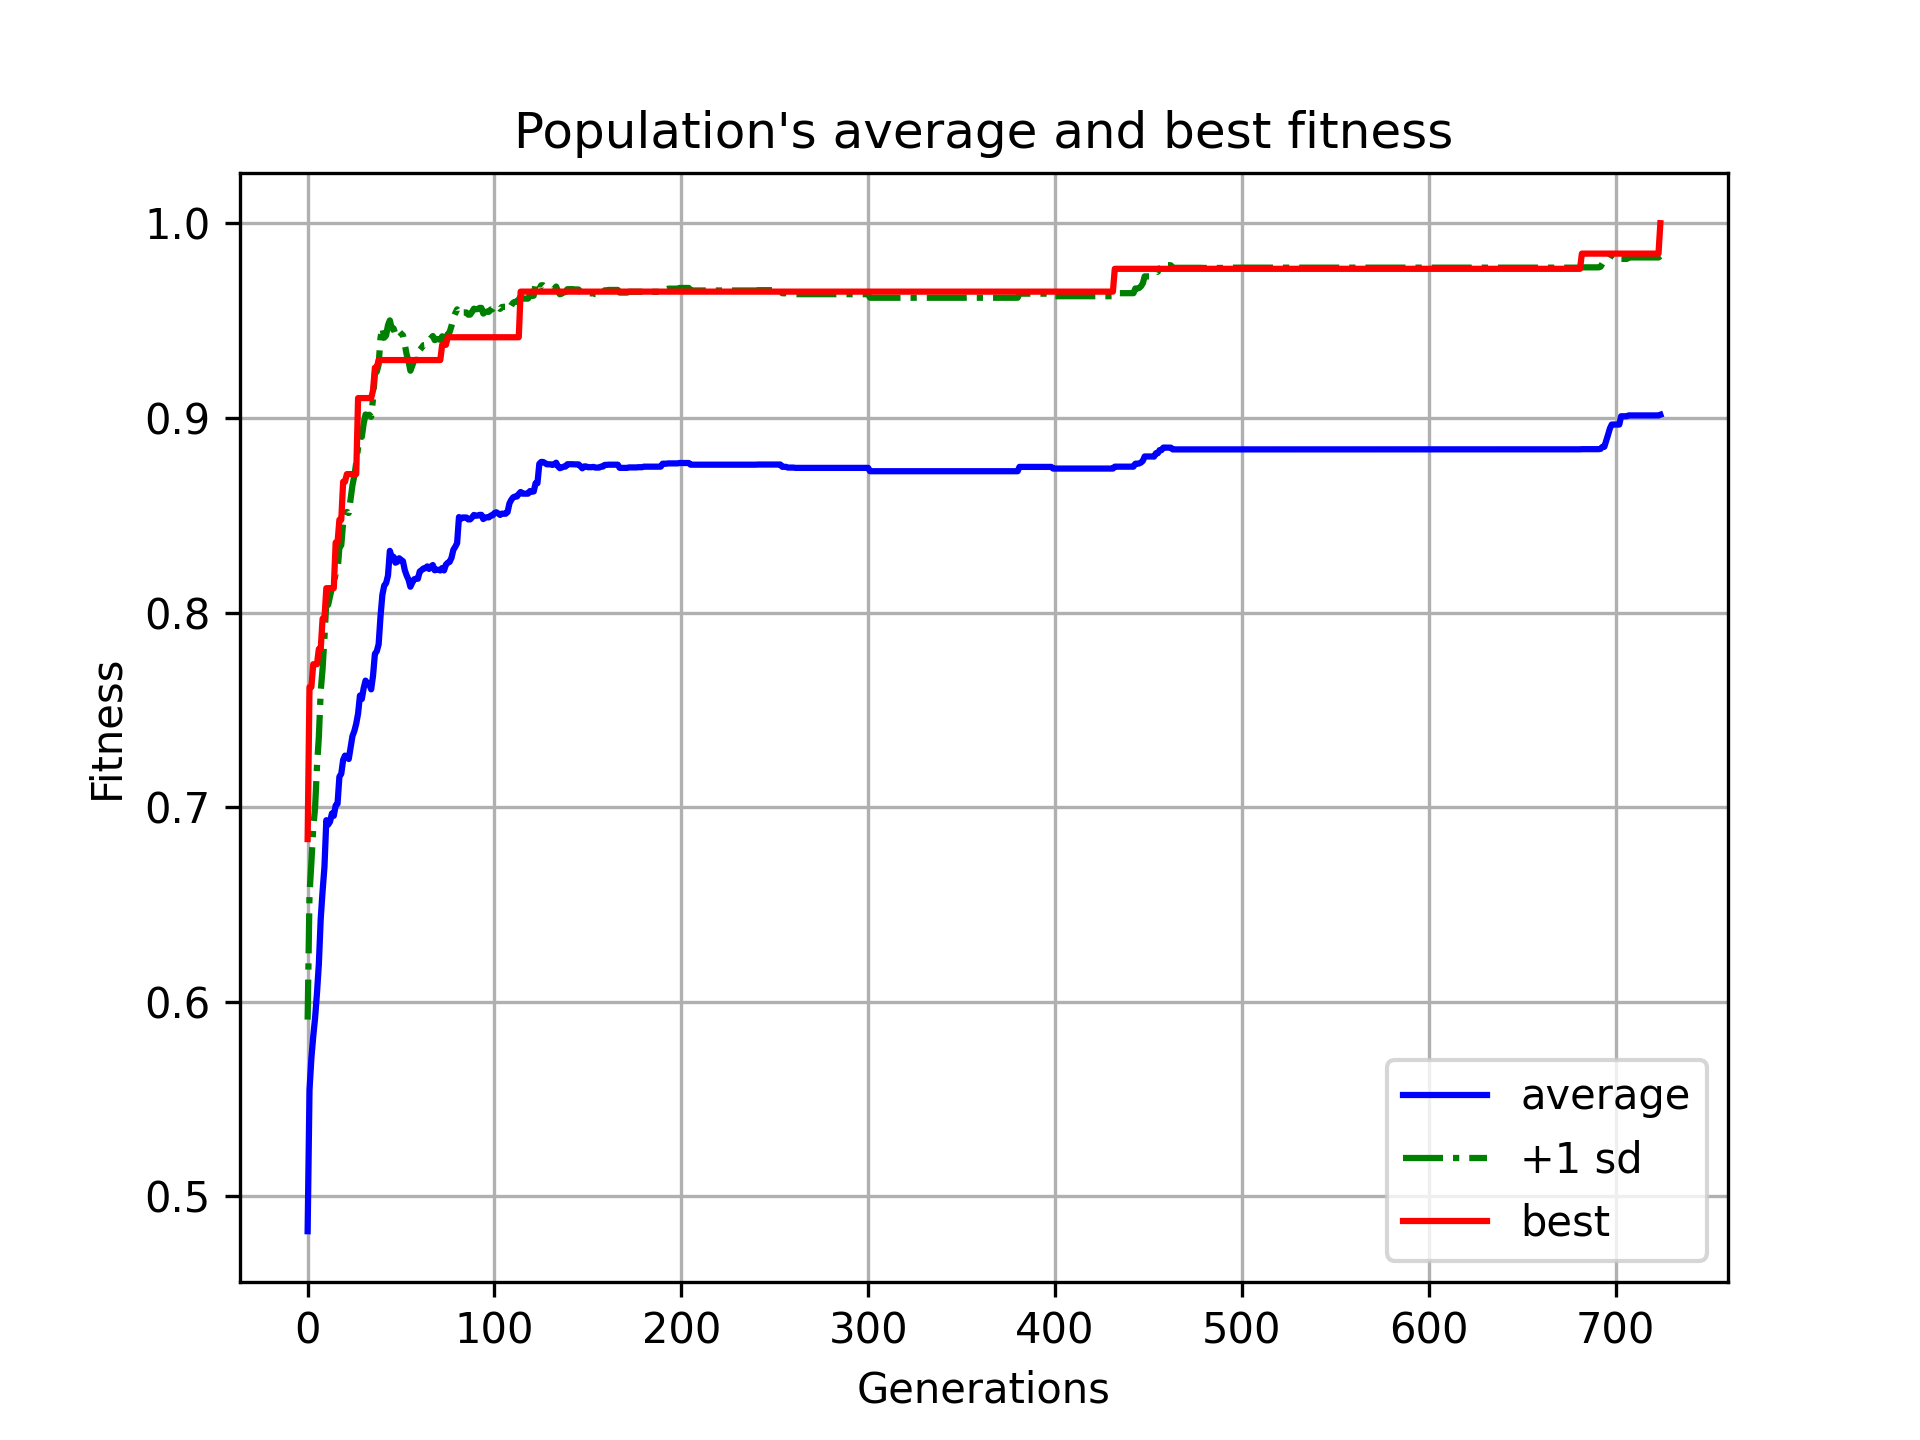 Population's average and best fitness
1.0
0.9
0.8
0.7
0.6
0.5
Fitness
0 100 200 300 400 500 600 700
Generations
average
+1 sd
best